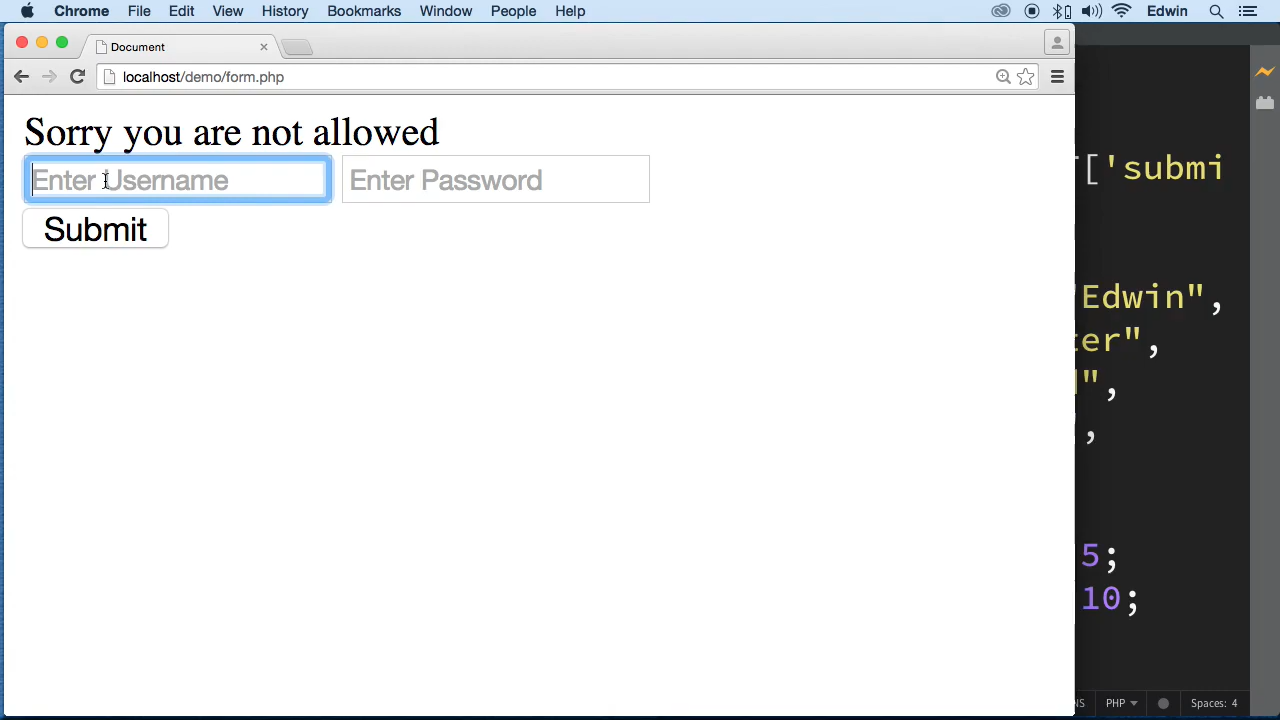 Chrome File Edit View History Bookmarks Window People Help Edwin
Document
localhost/demo/form.php
Sorry you are not allowed
Enter Username Enter Password
Submit
['submi
Edwin",
er",
",
,
5;
10;
NS PHP Spaces: 4